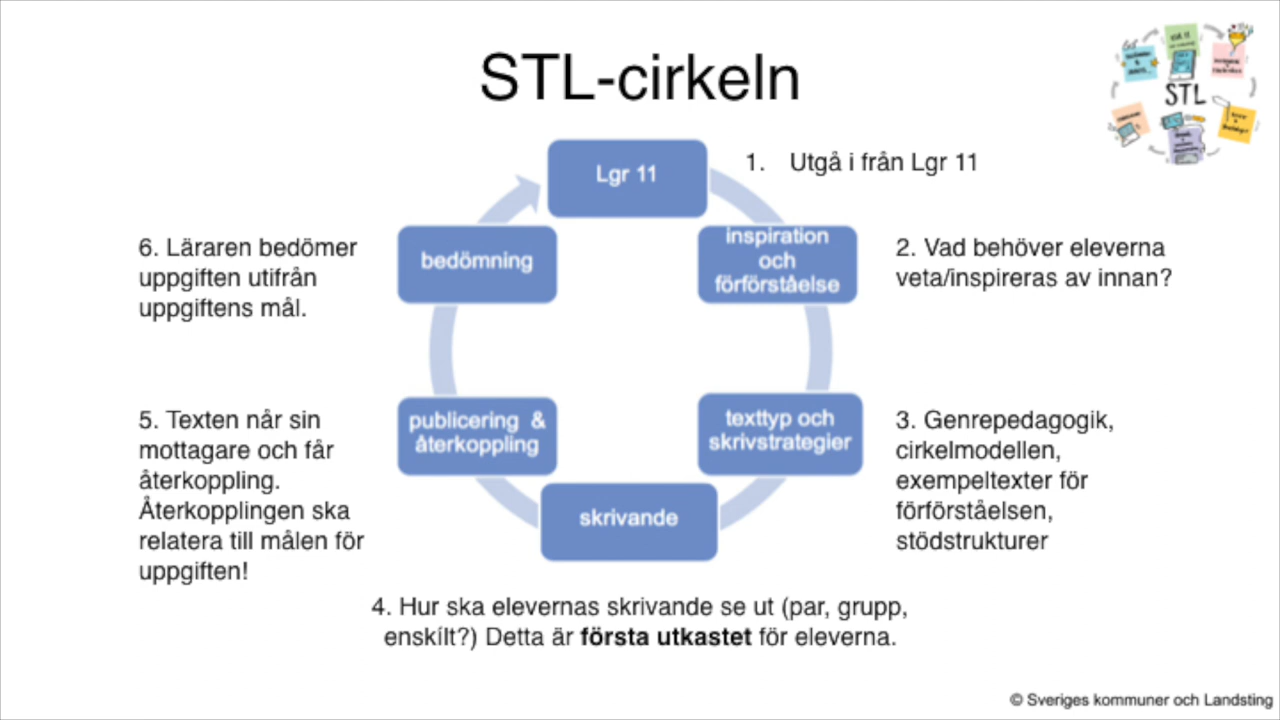 STL-cirkeln
STL
Lgr 11
1. Utgå i från Lgr 11
inspiration
och
förförståelse
2. Vad behöver eleverna
veta/inspireras av innan?
texttyp och
skrivstrategier
3. Genrepedagogik,
cirkelmodellen,
exempeltexter för
förförståelsen,
stödstrukturer
skrivande
4. Hur ska elevernas skrivande se ut (par, grupp,
enskílt?) Detta är första utkastet för eleverna.
publicering &
återkoppling
5. Texten når sin
mottagare och får
återkoppling.
Återkopplingen ska
relatera till målen för
uppgiften!
bedömning
6. Läraren bedömer
uppgiften utifrån
uppgiftens mål.
© Sveriges kommuner och Landsting